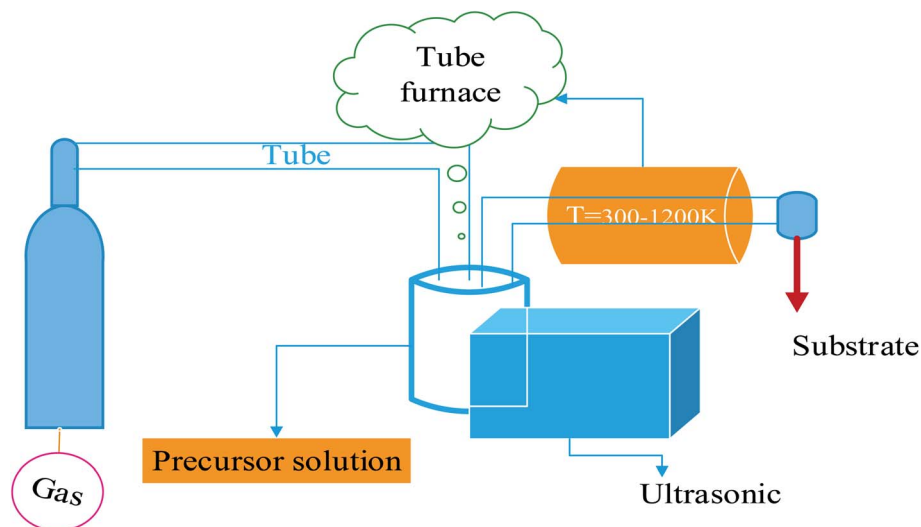 Tube
furnace
Tube
T=300-1200K
Substrate
Precursor solution
Gas
Ultrasonic